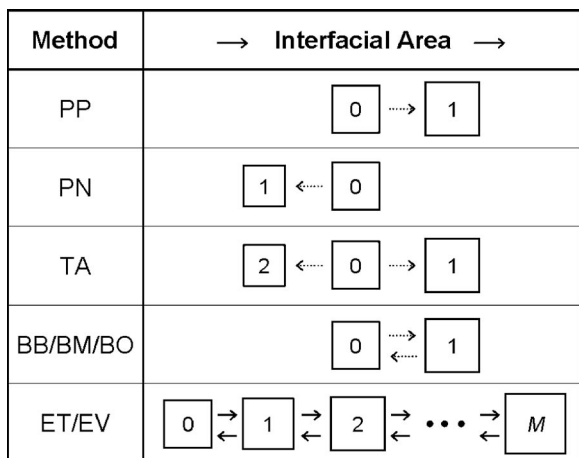 Method → Interfacial Area →
PP 0 → 1
PN 1 ← 0
TA 2 ← 0 → 1
BB/BM/BO 0 ⇄ 1
ET/EV 0 ⇄ 1 ⇄ 2 ⇄ • • • ⇄ M